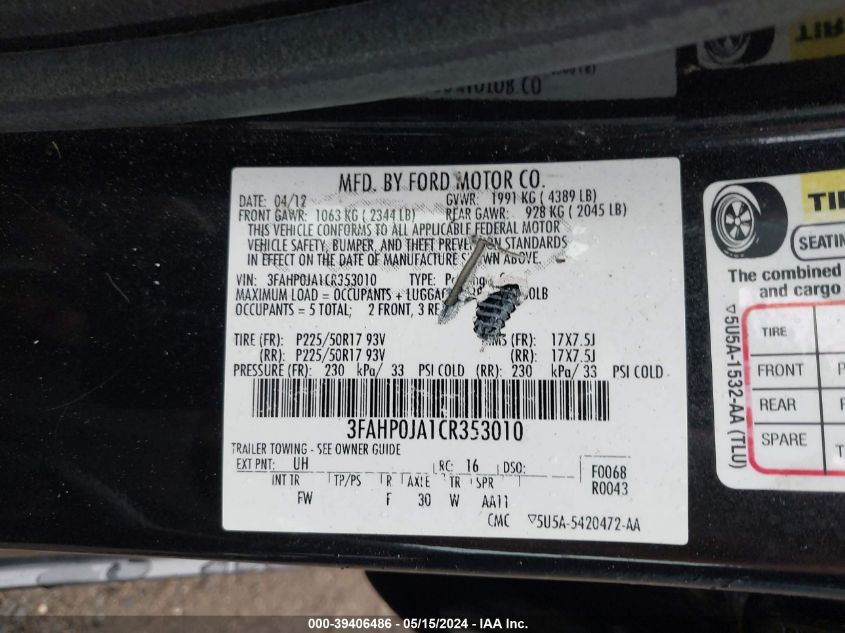 MOTOR CO
MFD. BY FORD MOTOR CO.
DATE: 04/12 GVWR: 1991 KG ( 4389 LB)
FRONT GAWR: 1063 KG ( 2344 LB) REAR GAWR: 928 KG ( 2045 LB)
THIS VEHICLE CONFORMS TO ALL APPLICABLE FEDERAL MOTOR
VEHICLE SAFETY, BUMPER, AND THEFT PREVENTION STANDARDS
IN EFFECT ON THE DATE OF MANUFACTURE SHOWN ABOVE.
VIN: 3FAHP0JA1CR353010 TYPE:
MAXIMUM LOAD = OCCUPANTS + 0LB
OCCUPANTS = 5 TOTAL; 2 FRONT, 3
TIRE (FR): P225/50R17 93V (FR): 17X7.5J
(RR): P225/50R17 93V (RR): 17X7.5J
PRESSURE (FR): 230 kPa/ 33 PSI COLD (RR): 230 kPa/ 33 PSI COLD
3FAHP0JA1CR353010
TRAILER TOWING - SEE OWNER GUIDE
EXT PNT: UH RC: 16 DSO: F0068
INT TR TP/PS R AXLE TR SPR R0043
FW F 30 W AA11
CMC ▽5U5A-5420472-AA
TIR
SEATIN
The combined
and cargo
TIRE
FRONT P
REAR P
SPARE T
▽5U5A-1532-AA (TLU)
000-39406486 - 05/15/2024 - IAA Inc.